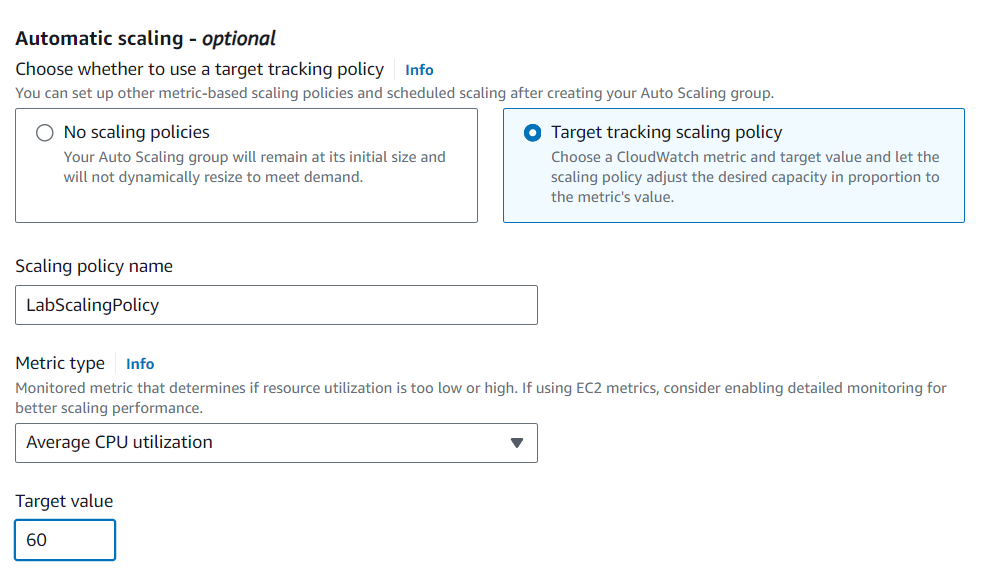 Automatic scaling - optional
Choose whether to use a target tracking policy Info
You can set up other metric-based scaling policies and scheduled scaling after creating your Auto Scaling group.
No scaling policies
Your Auto Scaling group will remain at its initial size and
will not dynamically resize to meet demand.
Target tracking scaling policy
Choose a CloudWatch metric and target value and let the
scaling policy adjust the desired capacity in proportion to
the metric's value.
Scaling policy name
LabScalingPolicy
Metric type Info
Monitored metric that determines if resource utilization is too low or high. If using EC2 metrics, consider enabling detailed monitoring for
better scaling performance.
Average CPU utilization
Target value
60